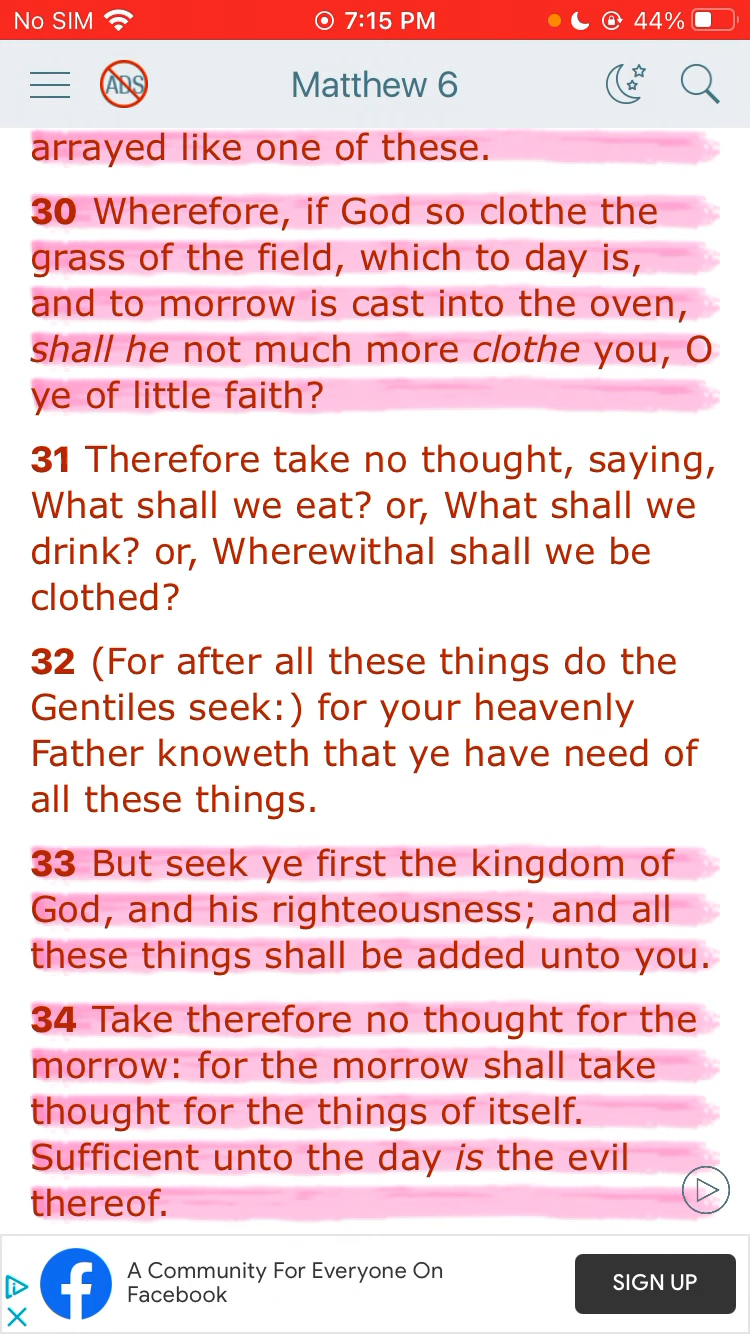 No SIM 7:15 PM 44%
ADS Matthew 6
arrayed like one of these.
30 Wherefore, if God so clothe the
grass of the field, which to day is,
and to morrow is cast into the oven,
shall he not much more clothe you, O
ye of little faith?
31 Therefore take no thought, saying,
What shall we eat? or, What shall we
drink? or, Wherewithal shall we be
clothed?
32 (For after all these things do the
Gentiles seek:) for your heavenly
Father knoweth that ye have need of
all these things.
33 But seek ye first the kingdom of
God, and his righteousness; and all
these things shall be added unto you.
34 Take therefore no thought for the
morrow: for the morrow shall take
thought for the things of itself.
Sufficient unto the day is the evil
thereof.
A Community For Everyone On
Facebook
SIGN UP